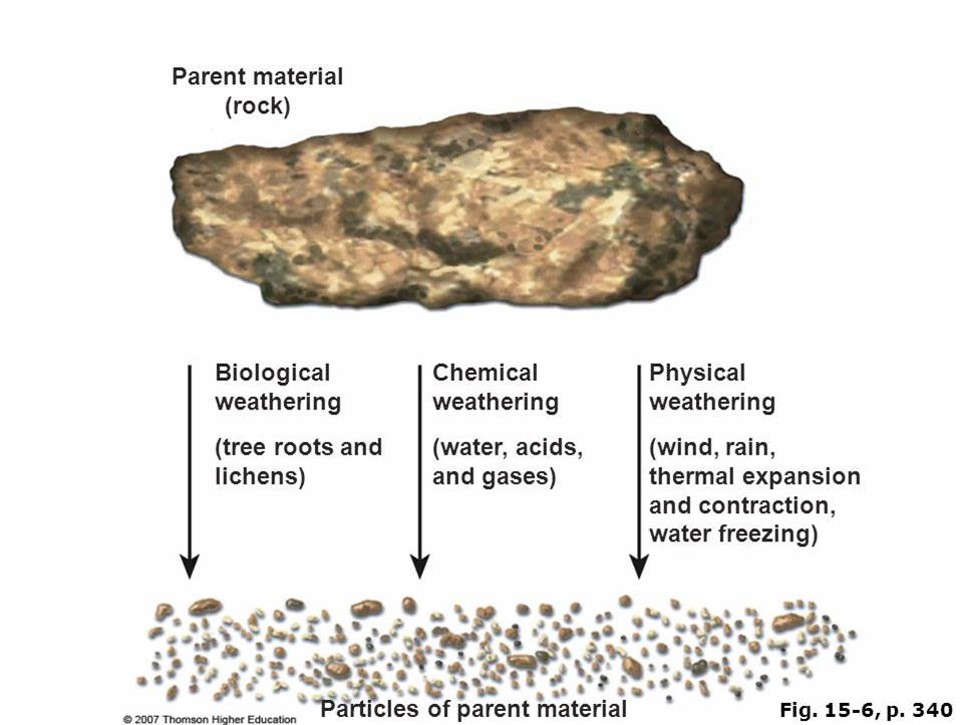 Parent material
(rock)
Biological
weathering
(tree roots and
lichens)
Chemical
weathering
(water, acids,
and gases)
Physical
weathering
(wind, rain,
thermal expansion
and contraction,
water freezing)
Particles of parent material
© 2007 Thomson Higher Education
Fig. 15-6, p. 340